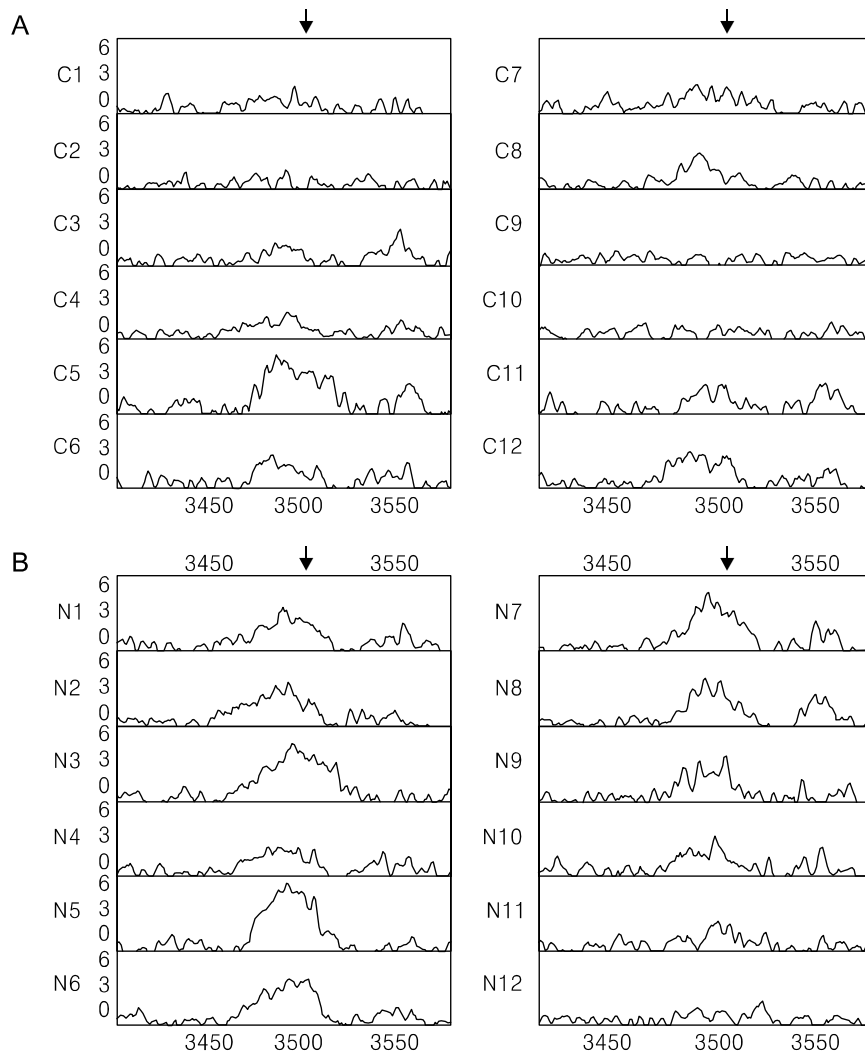 A
C1 6 3 0
C2 6 3 0
C3 6 3 0
C4 6 3 0
C5 6 3 0
C6 6 3 0
3450 3500 3550
C7
C8
C9
C10
C11
C12
3450 3500 3550
B
3450 3550
N1 6 3 0
N2 6 3 0
N3 6 3 0
N4 6 3 0
N5 6 3 0
N6 6 3 0
3450 3500 3550
3450 3550
N7
N8
N9
N10
N11
N12
3450 3500 3550